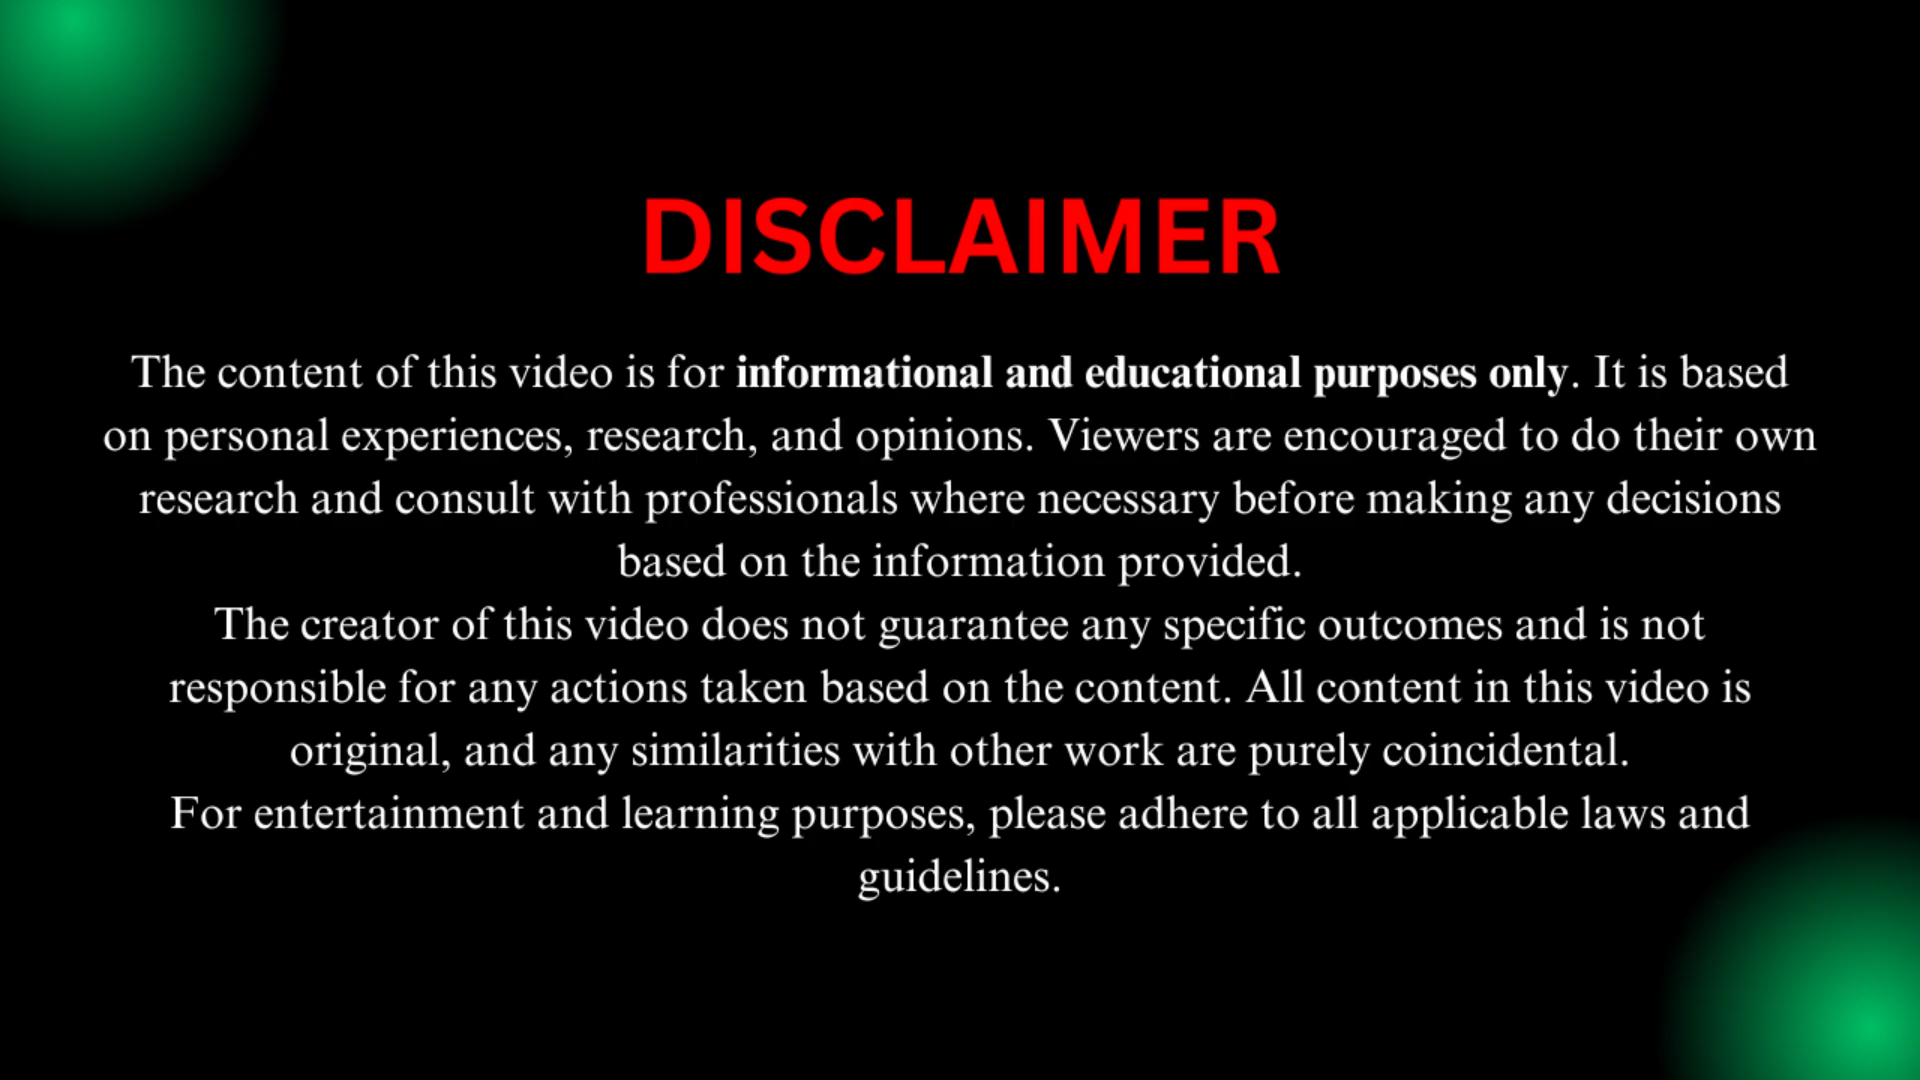 DISCLAIMER
The content of this video is for informational and educational purposes only. It is based
on personal experiences, research, and opinions. Viewers are encouraged to do their own
research and consult with professionals where necessary before making any decisions
based on the information provided.
The creator of this video does not guarantee any specific outcomes and is not
responsible for any actions taken based on the content. All content in this video is
original, and any similarities with other work are purely coincidental.
For entertainment and learning purposes, please adhere to all applicable laws and
guidelines.